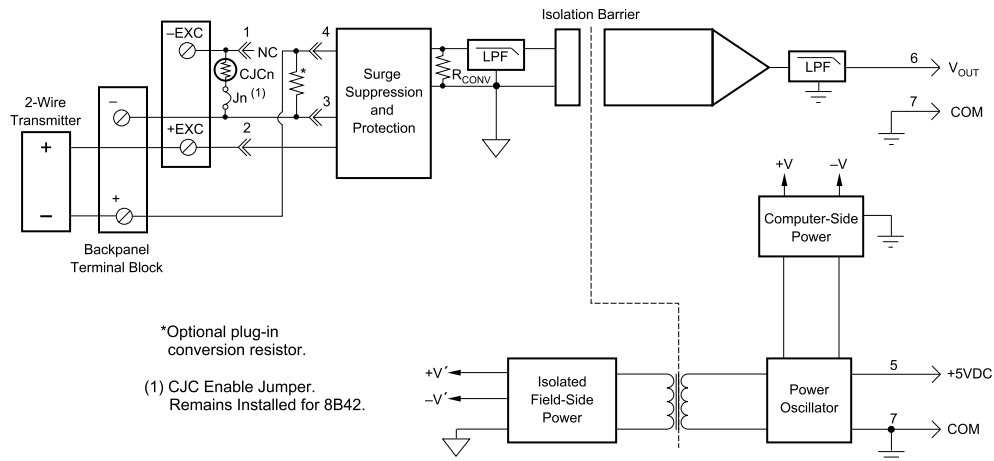 Isolation Barrier
–EXC
1
NC
4
CJCn
*
Jn (1)
3
2-Wire
Transmitter
–
+EXC
2
+
–
+
Backpanel
Terminal Block
Surge
Suppression
and
Protection
LPF
RCONV
LPF
6
VOUT
7
COM
+V
–V
Computer-Side
Power
*Optional plug-in
conversion resistor.
(1) CJC Enable Jumper.
Remains Installed for 8B42.
+V´
–V´
Isolated
Field-Side
Power
Power
Oscillator
5
+5VDC
7
COM